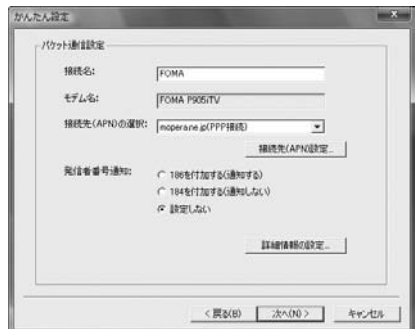 かんたん設定
パケット通信設定
接続名: FOMA
モデム名: FOMA P905iTV
接続先(APN)の選択: mopera.ne.jp(PPP接続)
接続先(APN)設定...
発信者番号通知: 186を付加する(通知する)
184を付加する(通知しない)
設定しない
詳細情報の設定...
< 戻る(B) 次へ(N) > キャンセル